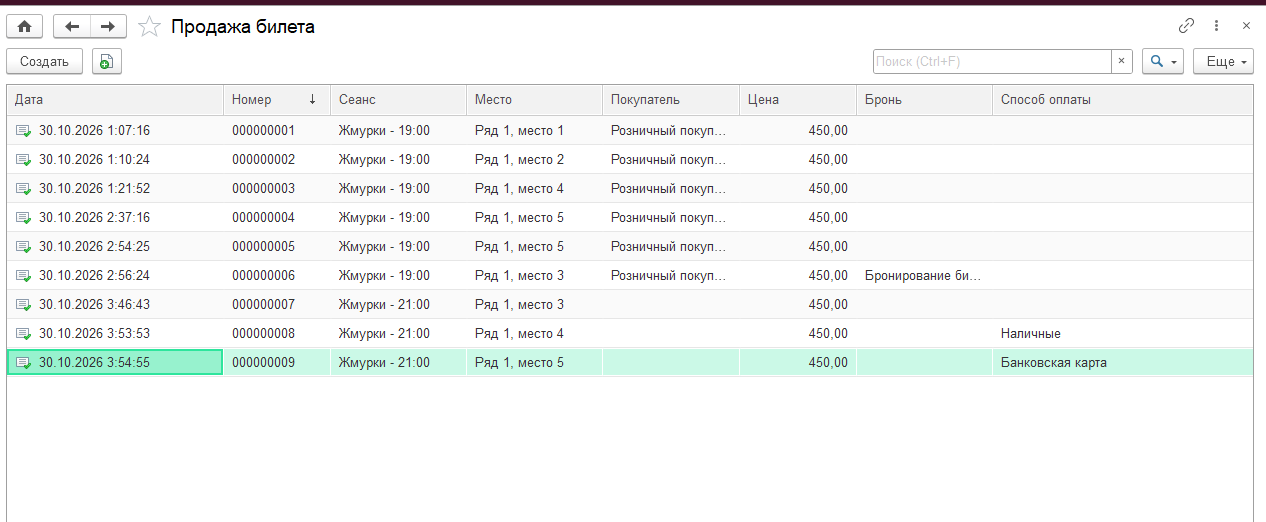 Продажа билета
Создать Поиск (Ctrl+F) × Еще
Дата Номер ↓ Сеанс Место Покупатель Цена Бронь Способ оплаты
30.10.2026 1:07:16 000000001 Жмурки - 19:00 Ряд 1, место 1 Розничный покуп... 450,00
30.10.2026 1:10:24 000000002 Жмурки - 19:00 Ряд 1, место 2 Розничный покуп... 450,00
30.10.2026 1:21:52 000000003 Жмурки - 19:00 Ряд 1, место 4 Розничный покуп... 450,00
30.10.2026 2:37:16 000000004 Жмурки - 19:00 Ряд 1, место 5 Розничный покуп... 450,00
30.10.2026 2:54:25 000000005 Жмурки - 19:00 Ряд 1, место 5 Розничный покуп... 450,00
30.10.2026 2:56:24 000000006 Жмурки - 19:00 Ряд 1, место 3 Розничный покуп... 450,00 Бронирование би...
30.10.2026 3:46:43 000000007 Жмурки - 21:00 Ряд 1, место 3 450,00
30.10.2026 3:53:53 000000008 Жмурки - 21:00 Ряд 1, место 4 450,00 Наличные
30.10.2026 3:54:55 000000009 Жмурки - 21:00 Ряд 1, место 5 450,00 Банковская карта